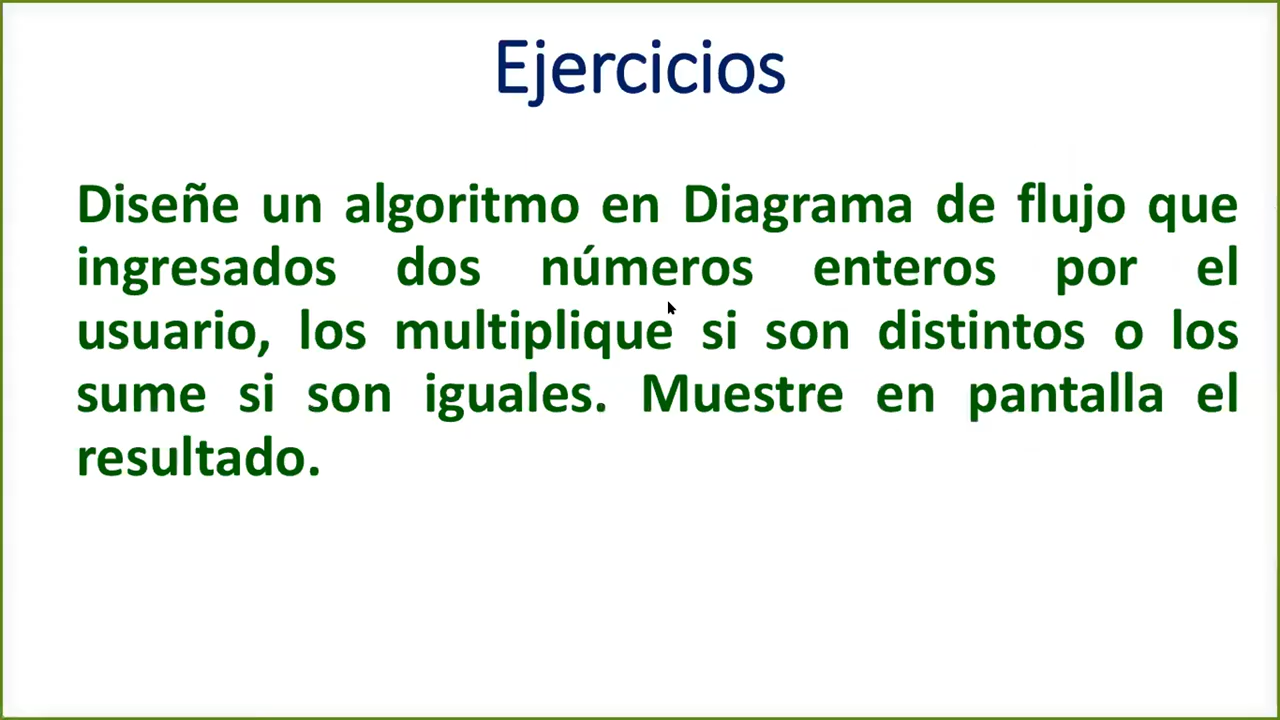 Ejercicios
Diseñe un algoritmo en Diagrama de flujo que
ingresados dos números enteros por el
usuario, los multiplique si son distintos o los
sume si son iguales. Muestre en pantalla el
resultado.